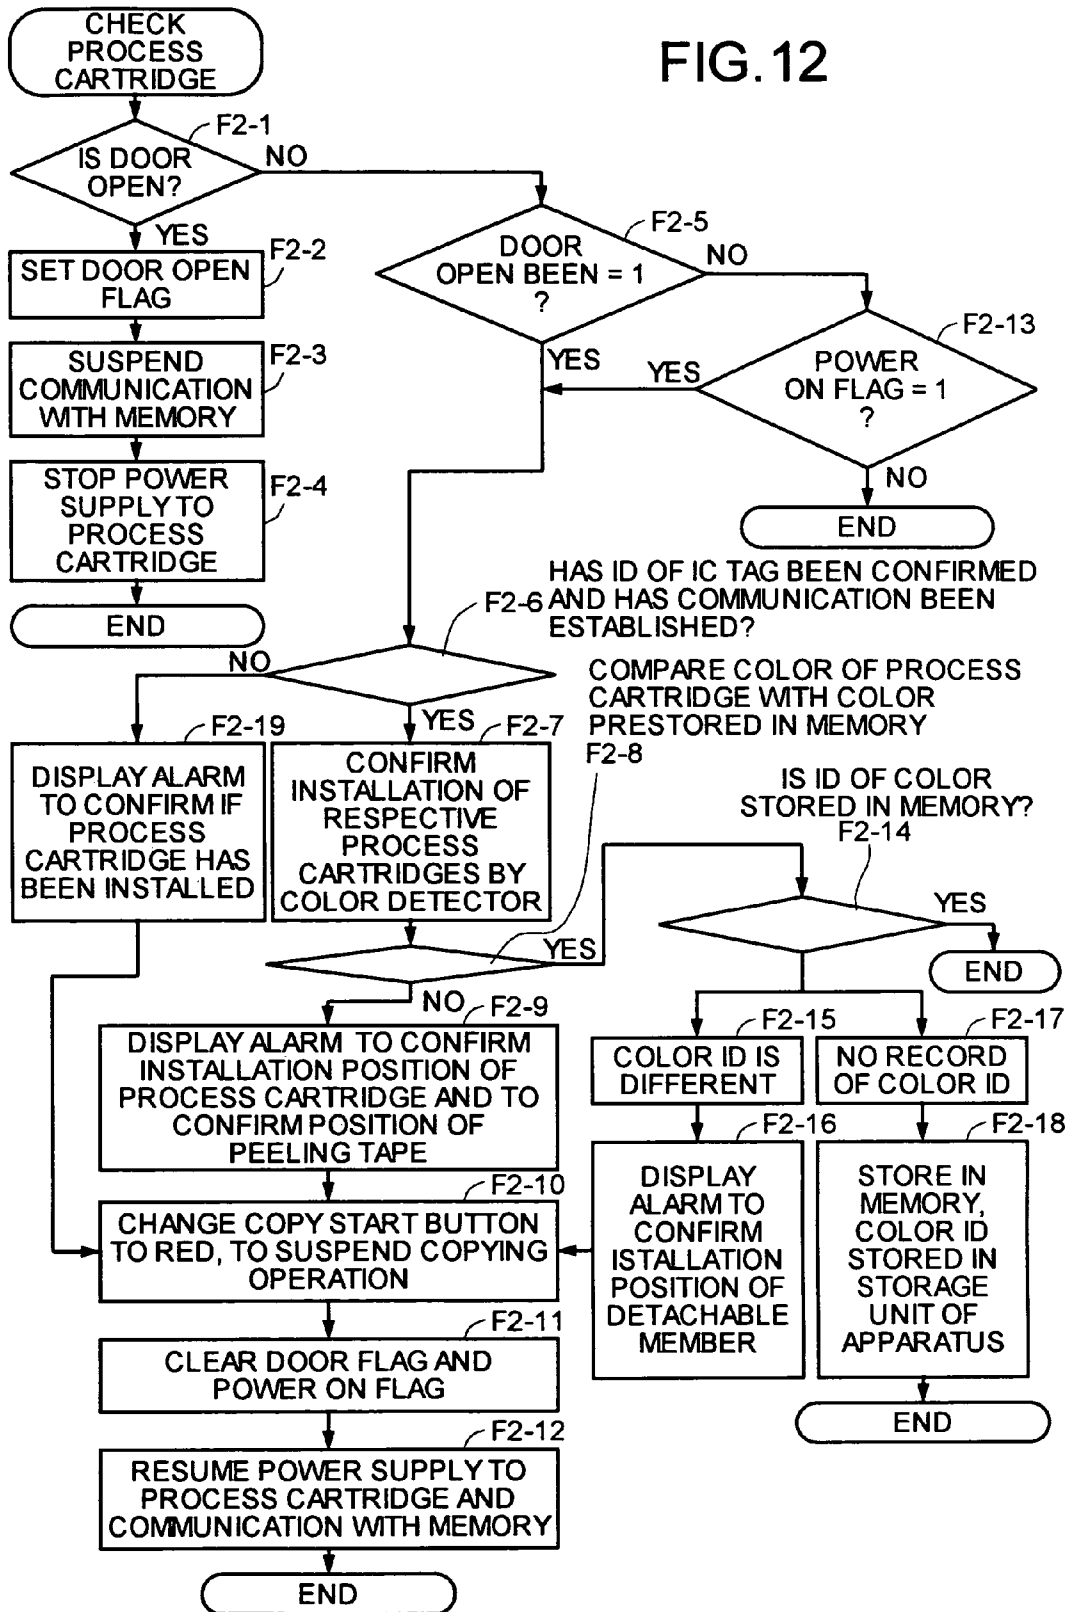 CHECK
PROCESS
CARTRIDGE
FIG. 12
F2-1
IS DOOR
OPEN?
NO
YES
F2-2
SET DOOR OPEN
FLAG
F2-3
SUSPEND
COMMUNICATION
WITH MEMORY
F2-4
STOP POWER
SUPPLY TO
PROCESS
CARTRIDGE
END
F2-5
DOOR
OPEN BEEN = 1
?
NO
YES
F2-13
POWER
ON FLAG = 1
?
YES
NO
END
HAS ID OF IC TAG BEEN CONFIRMED
AND HAS COMMUNICATION BEEN
ESTABLISHED?
F2-6
NO
YES
COMPARE COLOR OF PROCESS
CARTRIDGE WITH COLOR
PRESTORED IN MEMORY
F2-8
F2-19
DISPLAY ALARM
TO CONFIRM IF
PROCESS
CARTRIDGE HAS
BEEN INSTALLED
F2-7
CONFIRM
INSTALLATION OF
RESPECTIVE
PROCESS
CARTRIDGES BY
COLOR DETECTOR
IS ID OF COLOR
STORED IN MEMORY?
F2-14
YES
END
YES
NO
F2-9
DISPLAY ALARM TO CONFIRM
INSTALLATION POSITION OF
PROCESS CARTRIDGE AND TO
CONFIRM POSITION OF
PEELING TAPE
F2-15
COLOR ID IS
DIFFERENT
F2-17
NO RECORD
OF COLOR ID
F2-16
DISPLAY
ALARM TO
CONFIRM
ISTALLATION
POSITION OF
DETACHABLE
MEMBER
F2-18
STORE IN
MEMORY,
COLOR ID
STORED IN
STORAGE
UNIT OF
APPARATUS
END
F2-10
CHANGE COPY START BUTTON
TO RED, TO SUSPEND COPYING
OPERATION
F2-11
CLEAR DOOR FLAG AND
POWER ON FLAG
F2-12
RESUME POWER SUPPLY TO
PROCESS CARTRIDGE AND
COMMUNICATION WITH MEMORY
END